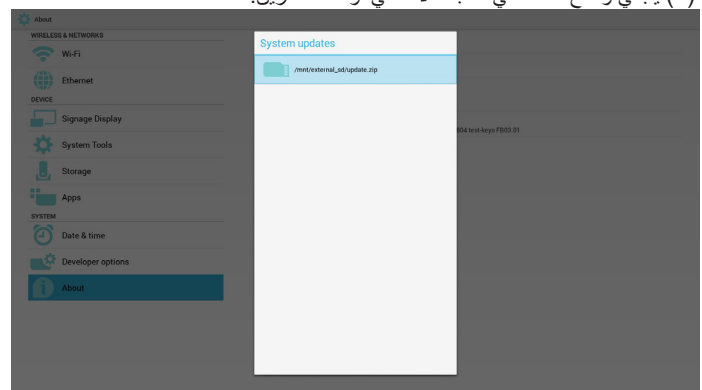 About
WIRELESS & NETWORKS
Wi-Fi
Ethernet
DEVICE
Signage Display
System Tools
Storage
Apps
SYSTEM
Date & time
Developer options
About
System updates
/mnt/external_sd/update.zip
004 test-keys FB03.01